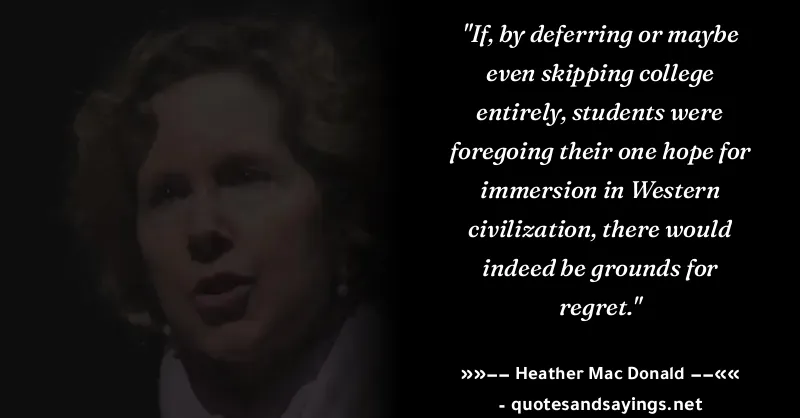 "If, by deferring or maybe
even skipping college
entirely, students were
foregoing their one hope for
immersion in Western
civilization, there would
indeed be grounds for
regret."
»»−− Heather Mac Donald −−««
- quotesandsayings.net